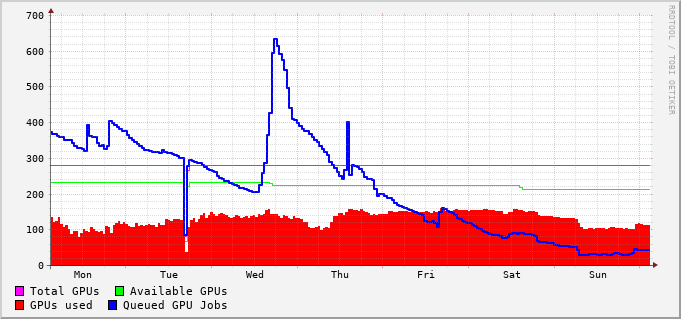 700
600
500
400
300
200
100
0
Mon Tue Wed Thu Fri Sat Sun
Total GPUs Available GPUs
GPUs used Queued GPU Jobs
RRDTOOL / TOBI OETIKER